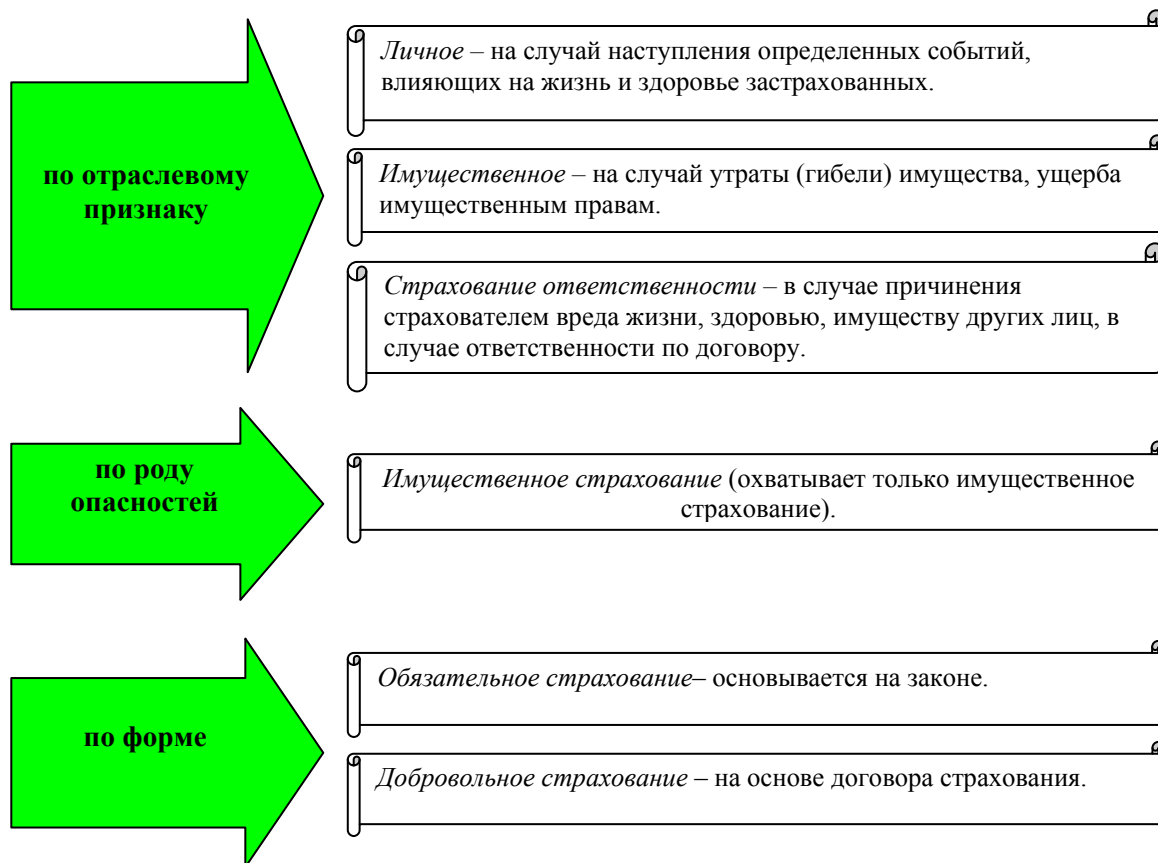 по отраслевому
признаку
Личное – на случай наступления определенных событий,
влияющих на жизнь и здоровье застрахованных.
Имущественное – на случай утраты (гибели) имущества, ущерба
имущественным правам.
Страхование ответственности – в случае причинения
страхователем вреда жизни, здоровью, имуществу других лиц, в
случае ответственности по договору.
по роду
опасностей
Имущественное страхование (охватывает только имущественное
страхование).
по форме
Обязательное страхование– основывается на законе.
Добровольное страхование – на основе договора страхования.